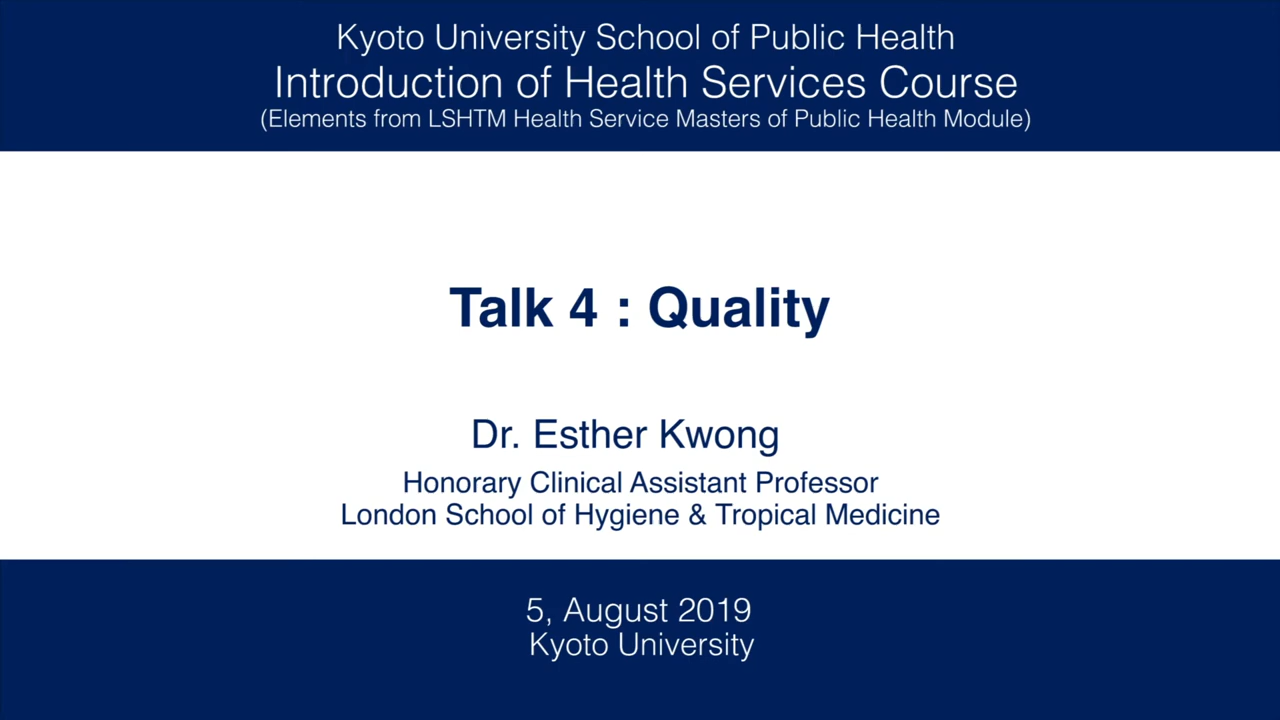 Kyoto University School of Public Health
Introduction of Health Services Course
(Elements from LSHTM Health Service Masters of Public Health Module)
Talk 4 : Quality
Dr. Esther Kwong
Honorary Clinical Assistant Professor
London School of Hygiene & Tropical Medicine
5, August 2019
Kyoto University